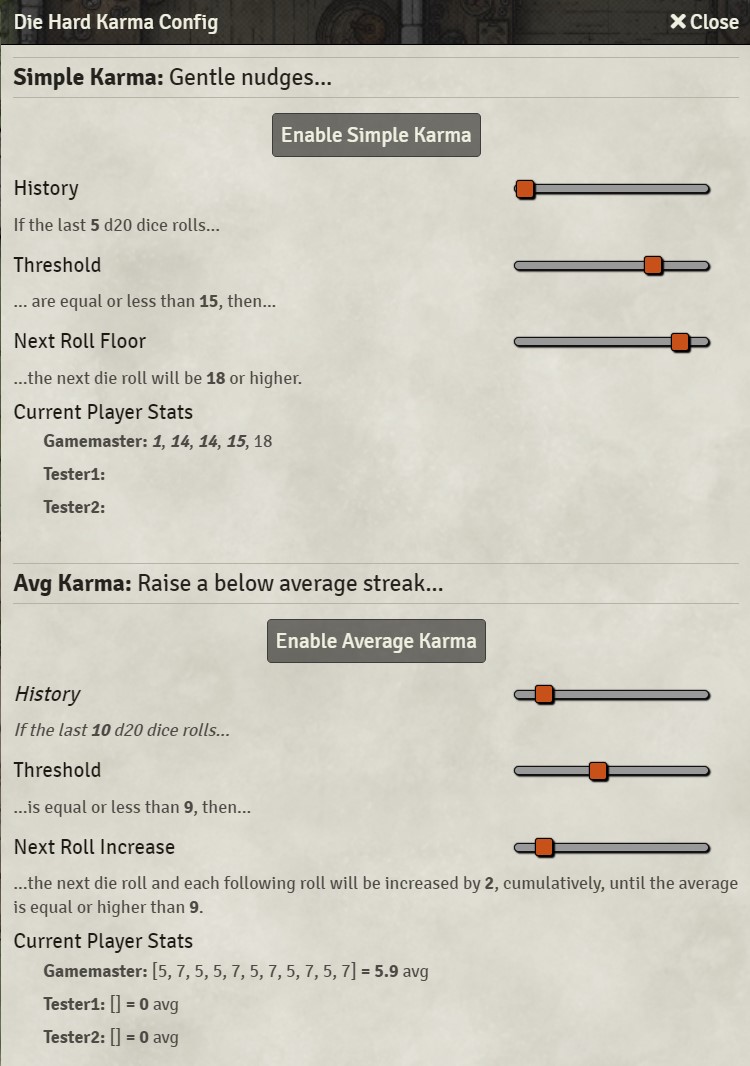 Die Hard Karma Config
Close
Simple Karma: Gentle nudges...
Enable Simple Karma
History
If the last 5 d20 dice rolls...
Threshold
... are equal or less than 15, then...
Next Roll Floor
...the next die roll will be 18 or higher.
Current Player Stats
Gamemaster: 1, 14, 14, 15, 18
Tester1:
Tester2:
Avg Karma: Raise a below average streak...
Enable Average Karma
History
If the last 10 d20 dice rolls...
Threshold
...is equal or less than 9, then...
Next Roll Increase
...the next die roll and each following roll will be increased by 2, cumulatively, until the average
is equal or higher than 9.
Current Player Stats
Gamemaster: [5, 7, 5, 5, 7, 5, 7, 5, 7, 5, 7] = 5.9 avg
Tester1: [] = 0 avg
Tester2: [] = 0 avg